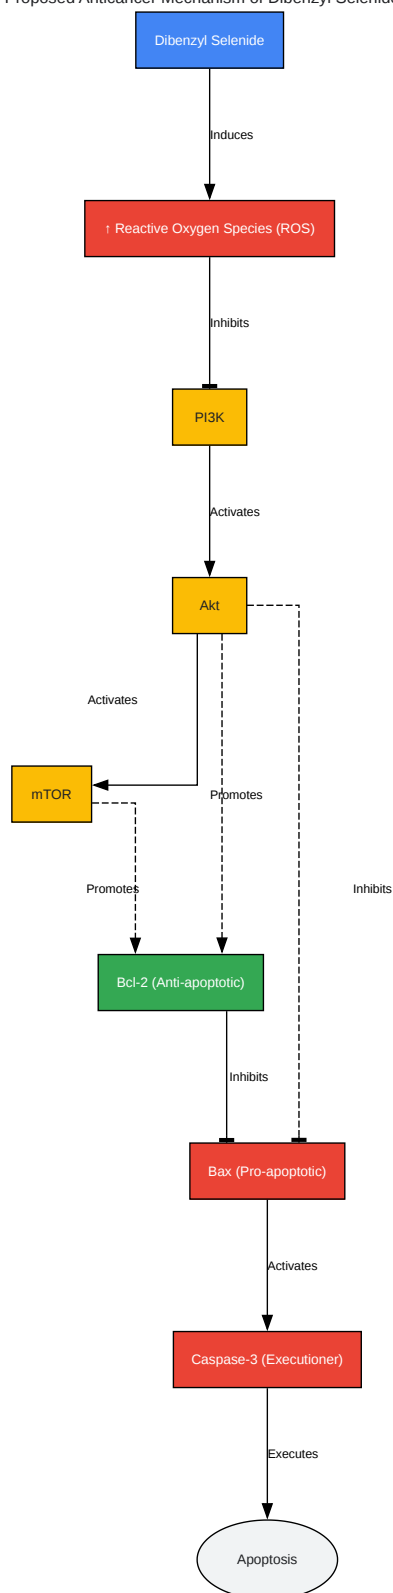 Proposed Anticancer Mechanism of Dibenzyl Selenide
Dibenzyl Selenide
Induces
↑ Reactive Oxygen Species (ROS)
Inhibits
PI3K
Activates
Akt
Activates
mTOR
Promotes
Promotes
Inhibits
Bcl-2 (Anti-apoptotic)
Inhibits
Bax (Pro-apoptotic)
Activates
Caspase-3 (Executioner)
Executes
Apoptosis